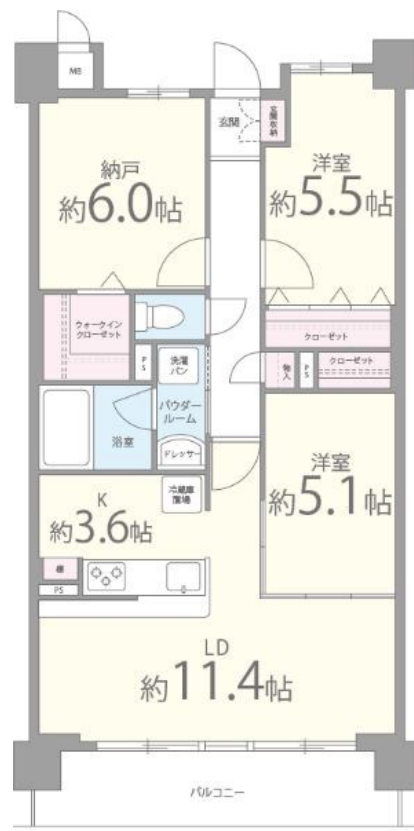 MB
玄関
玄関収納
納戸
約6.0帖
洋室
約5.5帖
ウォークイン
クローゼット
PS
洗濯
パン
クローゼット
物入
PS
クローゼット
パウダー
ルーム
浴室
ドレッサー
洋室
約5.1帖
K
約3.6帖
冷蔵庫
置場
棚
PS
LD
約11.4帖
バルコニー